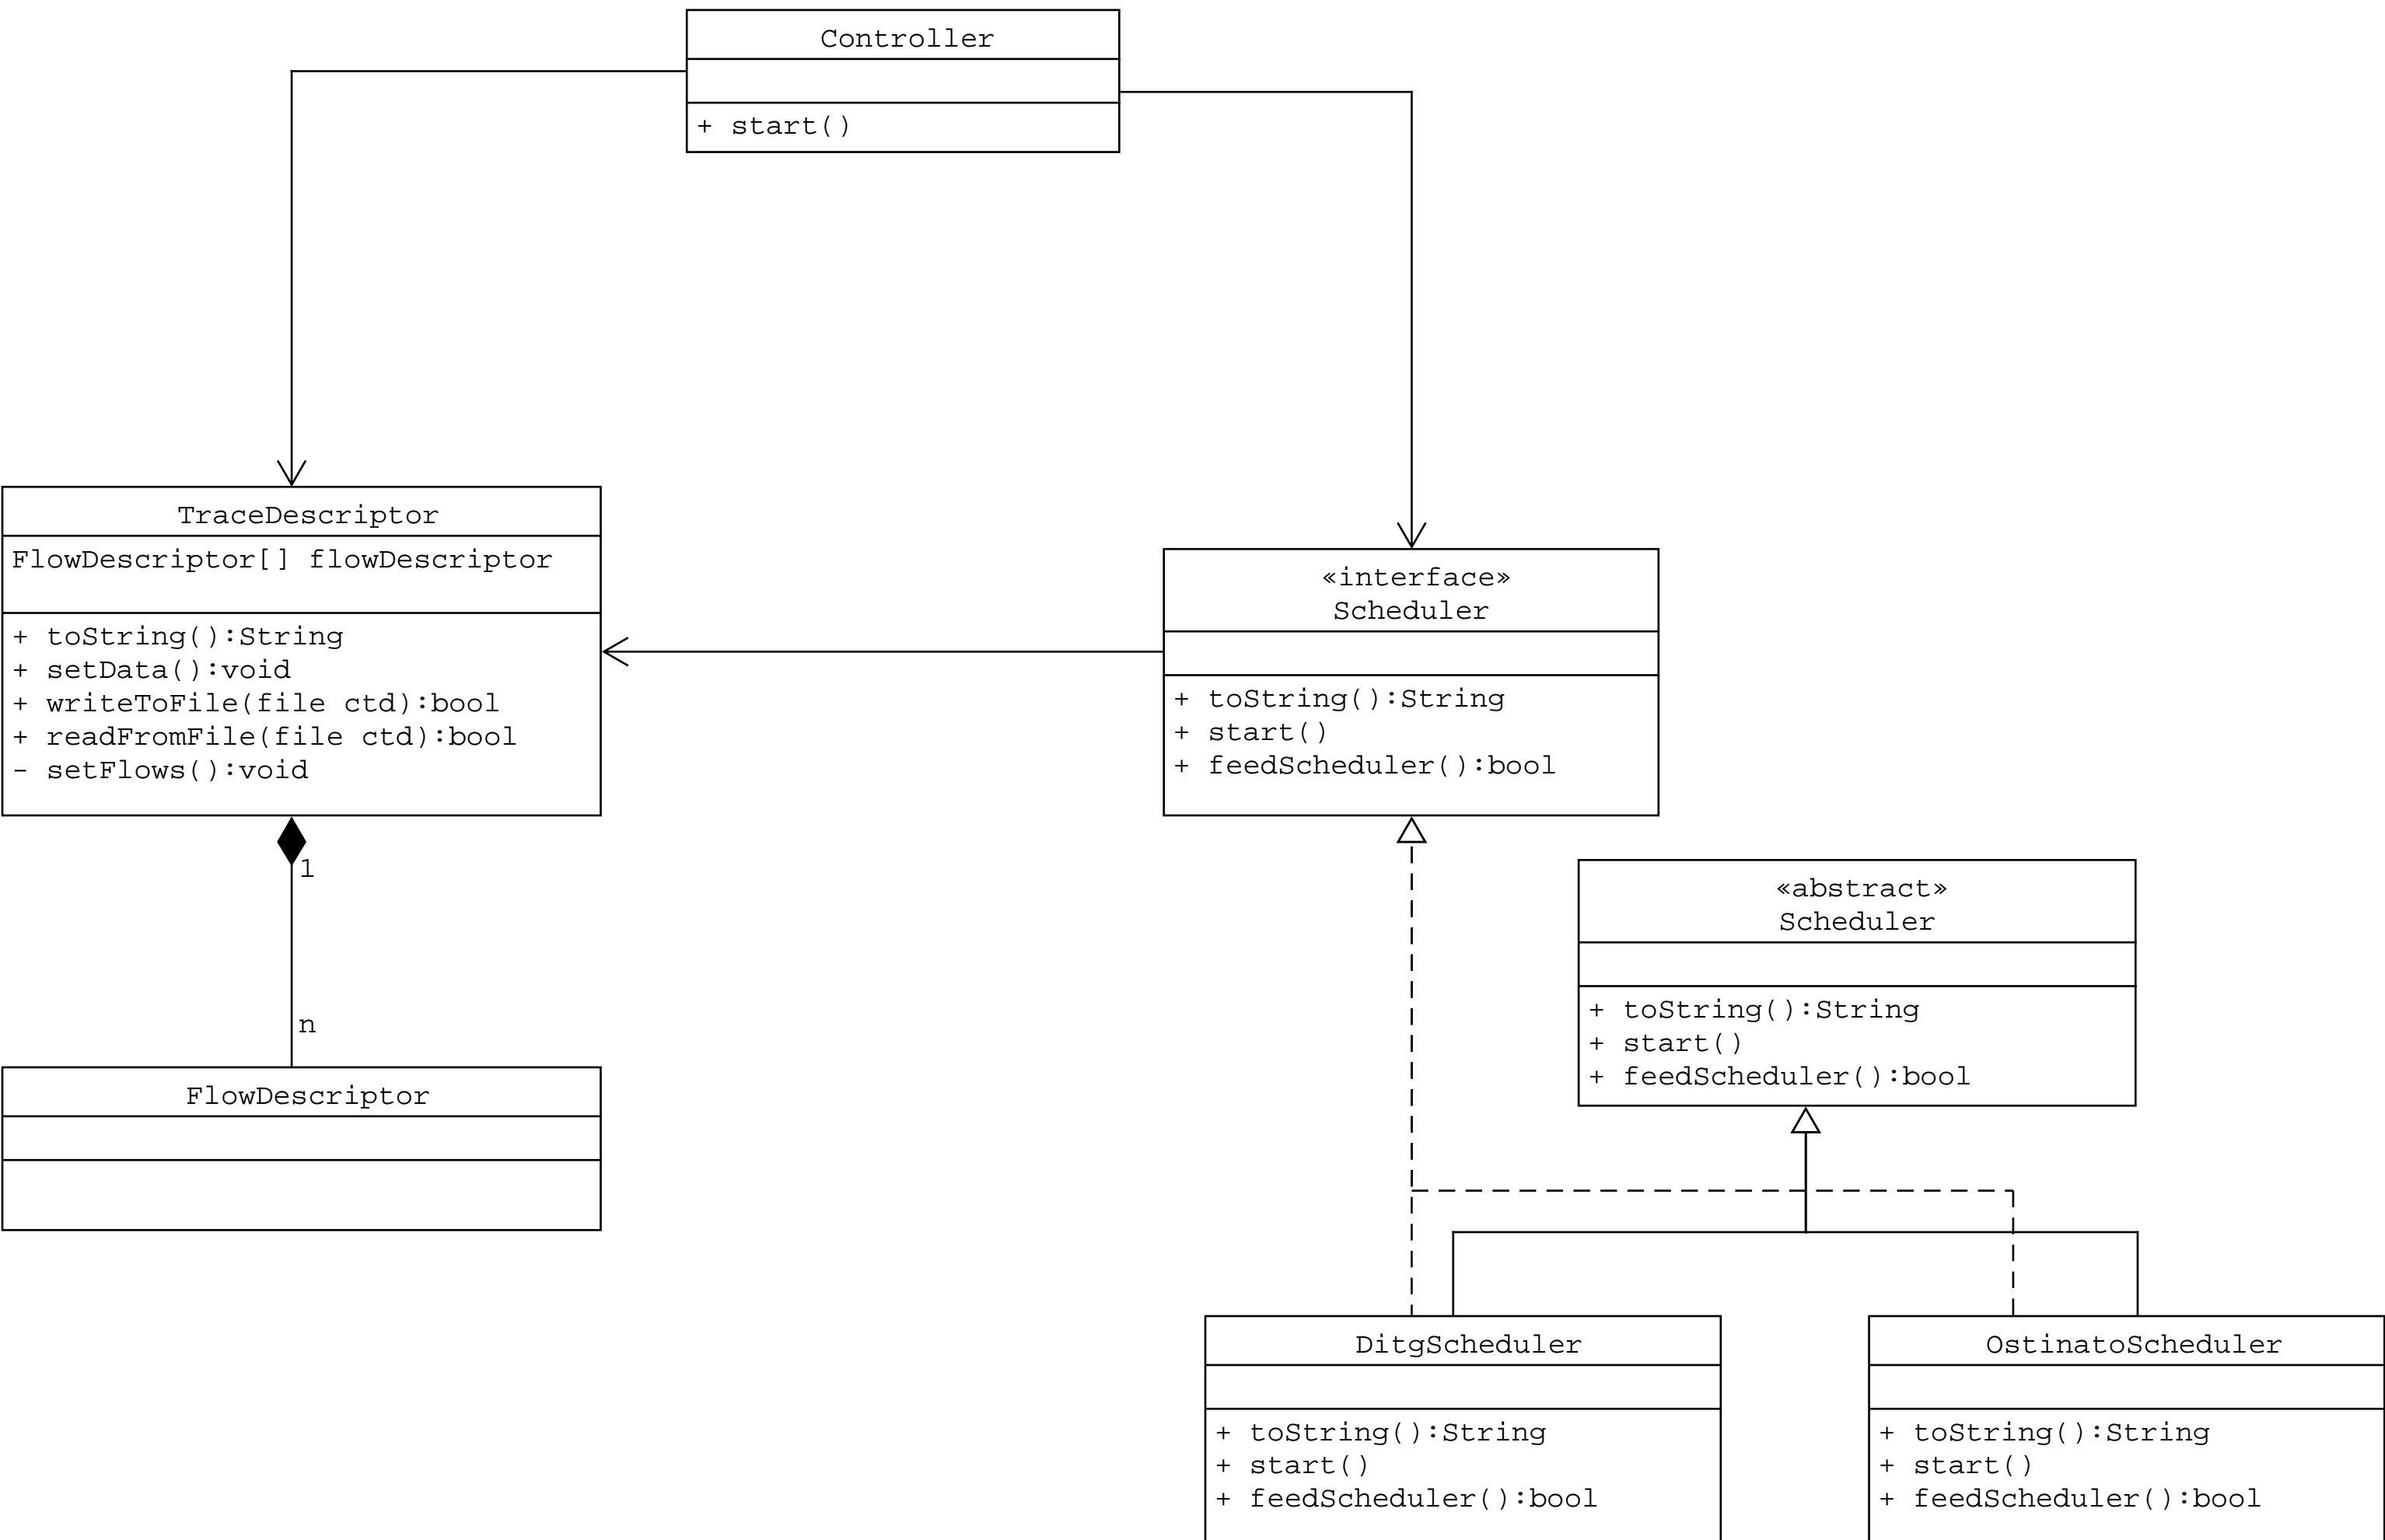 Controller
+ start()
TraceDescriptor
FlowDescriptor[] flowDescriptor
+ toString():String
+ setData():void
+ writeToFile(file ctd):bool
+ readFromFile(file ctd):bool
- setFlows():void
«interface»
Scheduler
+ toString():String
+ start()
+ feedScheduler():bool
1
n
«abstract»
Scheduler
+ toString():String
+ start()
+ feedScheduler():bool
FlowDescriptor
DitgScheduler
+ toString():String
+ start()
+ feedScheduler():bool
OstinatoScheduler
+ toString():String
+ start()
+ feedScheduler():bool